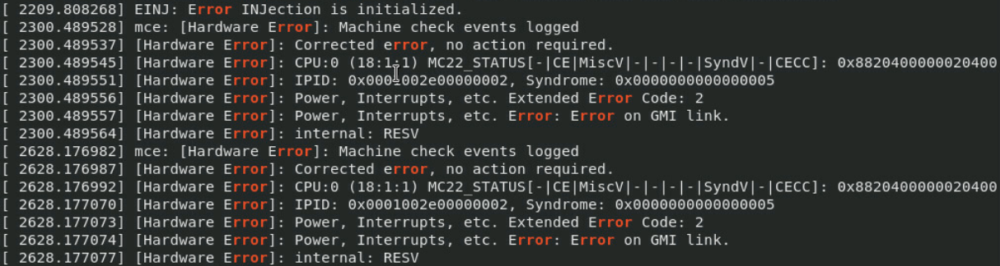 [ 2209.808268] EINJ: Error INJection is initialized.
[ 2300.489528] mce: [Hardware Error]: Machine check events logged
[ 2300.489537] [Hardware Error]: Corrected error, no action required.
[ 2300.489545] [Hardware Error]: CPU:0 (18:1:1) MC22_STATUS[-|CE|MiscV|-|-|-|-|SyndV|-|CECC]: 0x8820400000020400
[ 2300.489551] [Hardware Error]: IPID: 0x0001002e00000002, Syndrome: 0x0000000000000005
[ 2300.489556] [Hardware Error]: Power, Interrupts, etc. Extended Error Code: 2
[ 2300.489557] [Hardware Error]: Power, Interrupts, etc. Error: Error on GMI link.
[ 2300.489564] [Hardware Error]: internal: RESV
[ 2628.176982] mce: [Hardware Error]: Machine check events logged
[ 2628.176987] [Hardware Error]: Corrected error, no action required.
[ 2628.176992] [Hardware Error]: CPU:0 (18:1:1) MC22_STATUS[-|CE|MiscV|-|-|-|-|SyndV|-|CECC]: 0x8820400000020400
[ 2628.177070] [Hardware Error]: IPID: 0x0001002e00000002, Syndrome: 0x0000000000000005
[ 2628.177073] [Hardware Error]: Power, Interrupts, etc. Extended Error Code: 2
[ 2628.177074] [Hardware Error]: Power, Interrupts, etc. Error: Error on GMI link.
[ 2628.177077] [Hardware Error]: internal: RESV